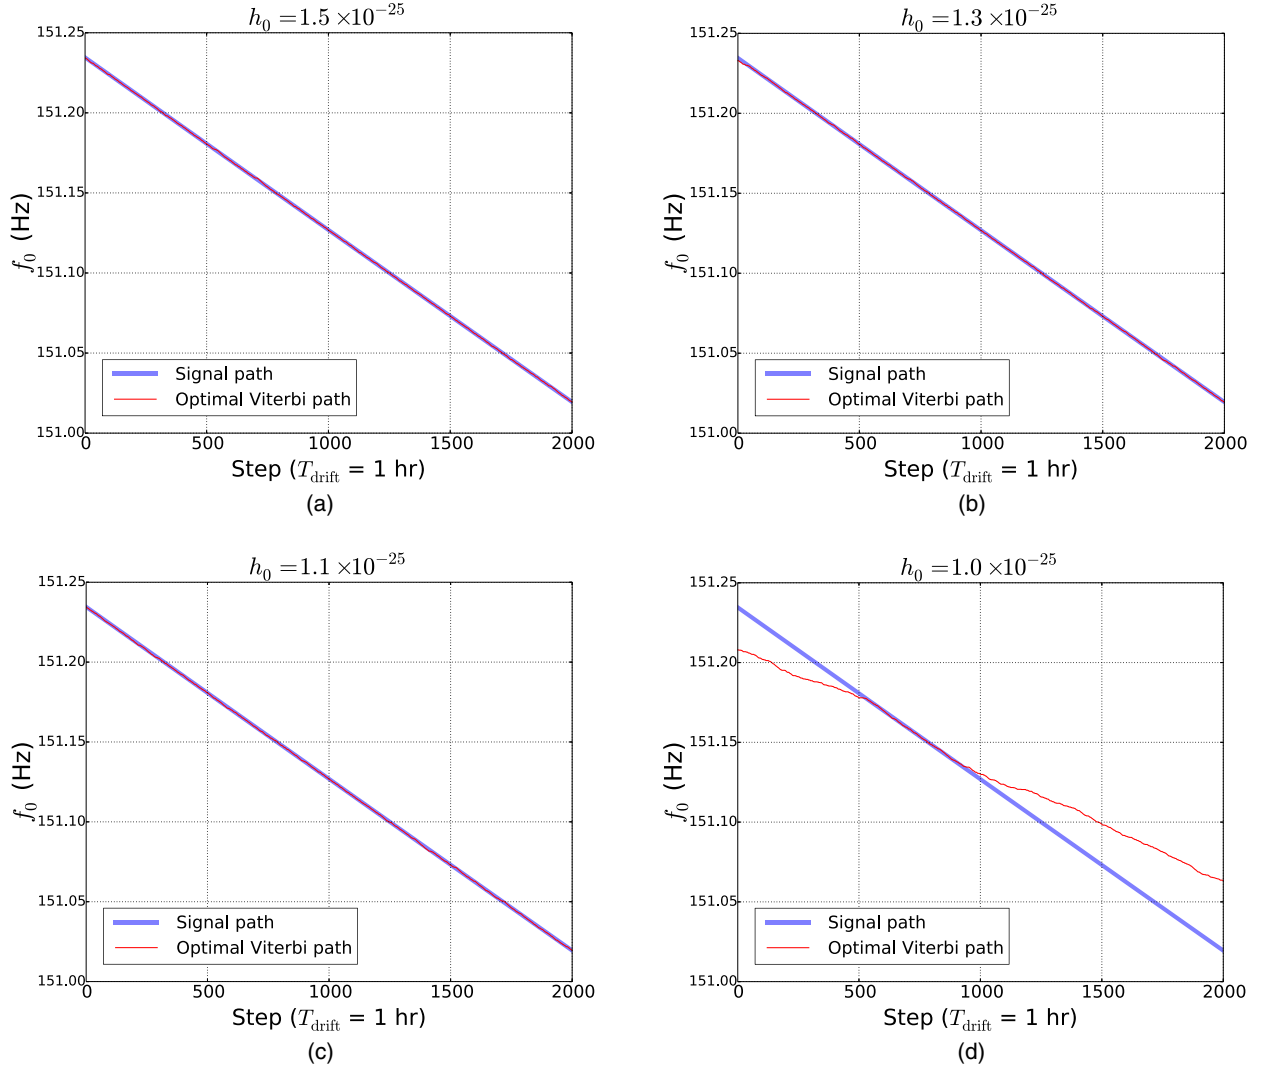 h₀ = 1.5 ×10⁻²⁵
151.25
151.20
151.15
151.10
151.05
151.00
f₀ (Hz)
Signal path
Optimal Viterbi path
0 500 1000 1500 2000
Step (T_drift = 1 hr)
(a)
h₀ = 1.3 ×10⁻²⁵
151.25
151.20
151.15
151.10
151.05
151.00
f₀ (Hz)
Signal path
Optimal Viterbi path
0 500 1000 1500 2000
Step (T_drift = 1 hr)
(b)
h₀ = 1.1 ×10⁻²⁵
151.25
151.20
151.15
151.10
151.05
151.00
f₀ (Hz)
Signal path
Optimal Viterbi path
0 500 1000 1500 2000
Step (T_drift = 1 hr)
(c)
h₀ = 1.0 ×10⁻²⁵
151.25
151.20
151.15
151.10
151.05
151.00
f₀ (Hz)
Signal path
Optimal Viterbi path
0 500 1000 1500 2000
Step (T_drift = 1 hr)
(d)